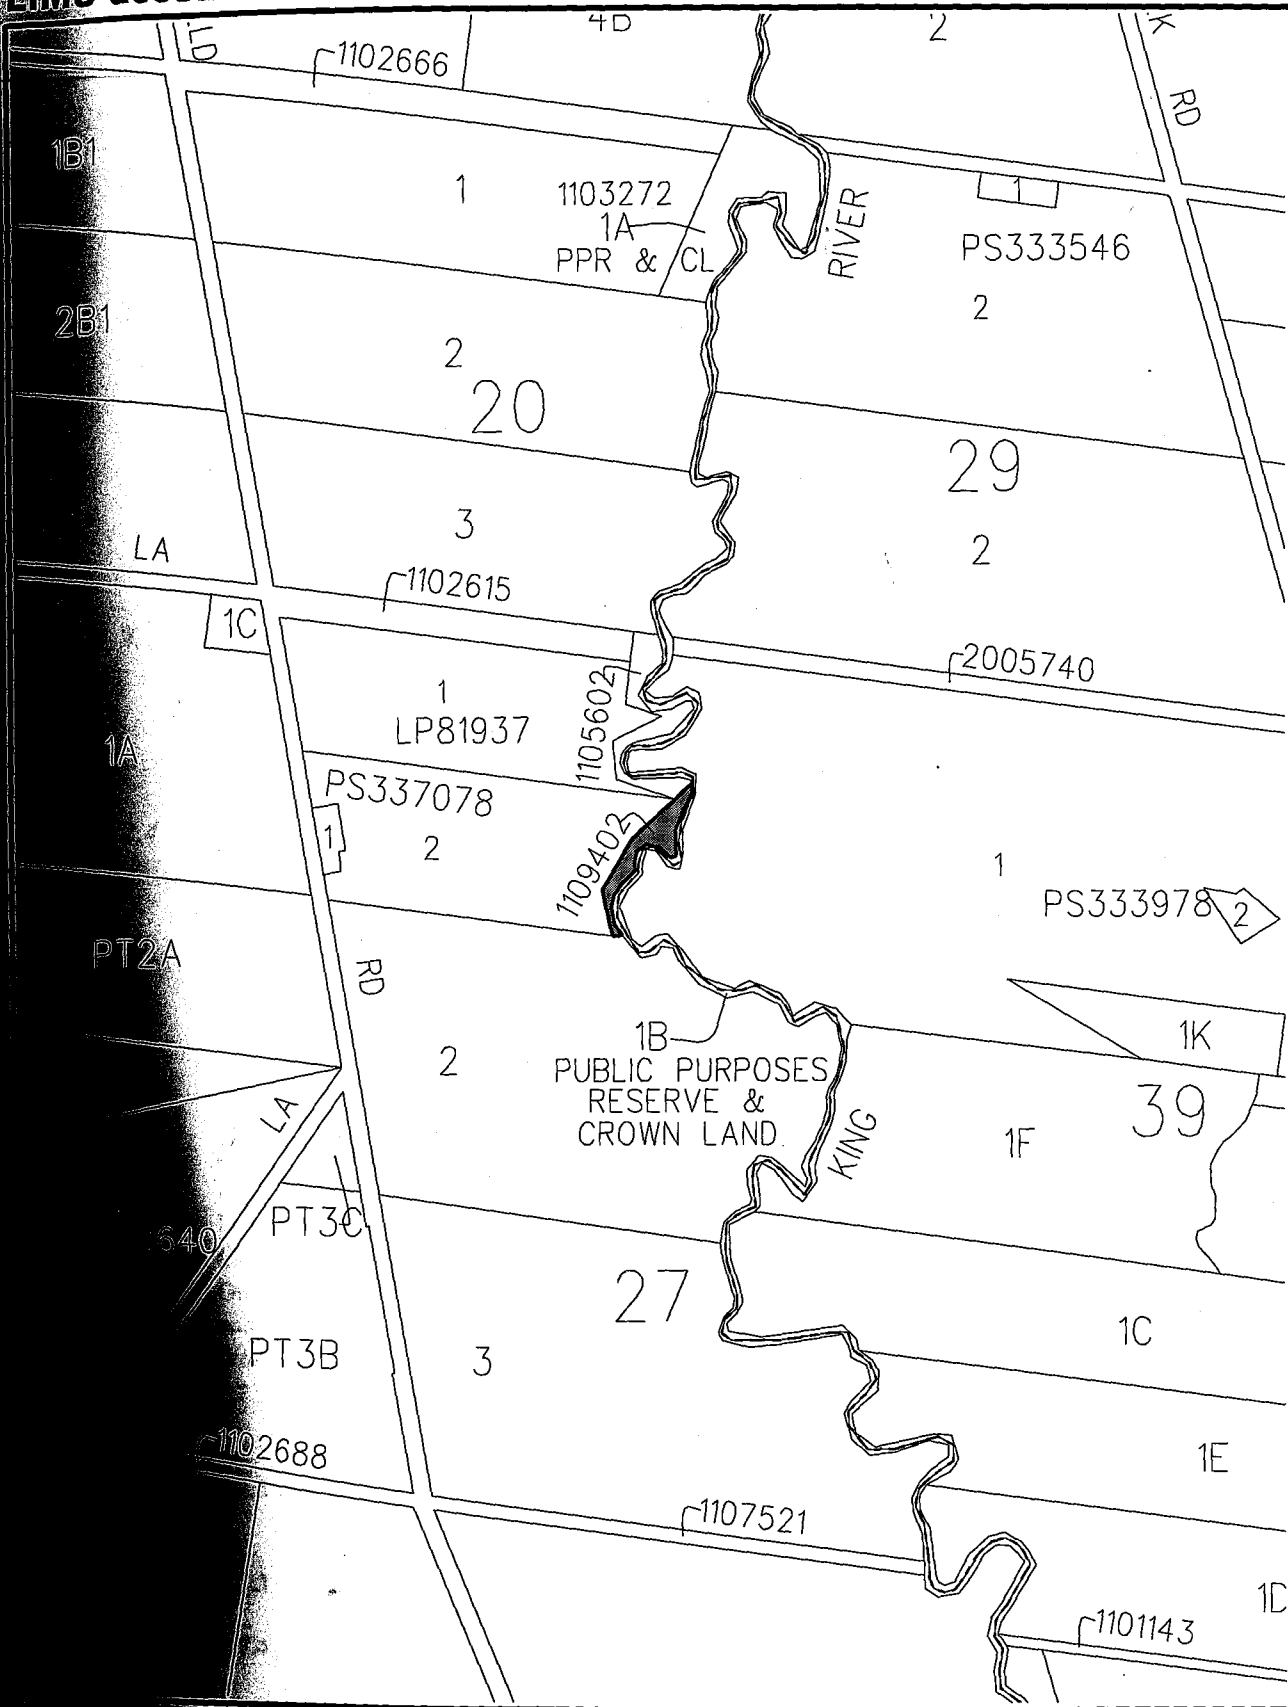 4B
2
LD
K
1102666
RD
1B1
1
1103272
1A
PPR & CL
RIVER
1
PS333546
2
2B1
2
20
29
3
2
LA
1102615
1C
2005740
1
LP81937
1105602
1A
PS337078
1
2
1109402
1
PS333978
2
PT2A
RD
1K
1B
PUBLIC PURPOSES
RESERVE &
CROWN LAND
2
39
LA
KING
1F
PT3C
640
27
1C
PT3B
3
1102688
1E
1107521
1D
1101143